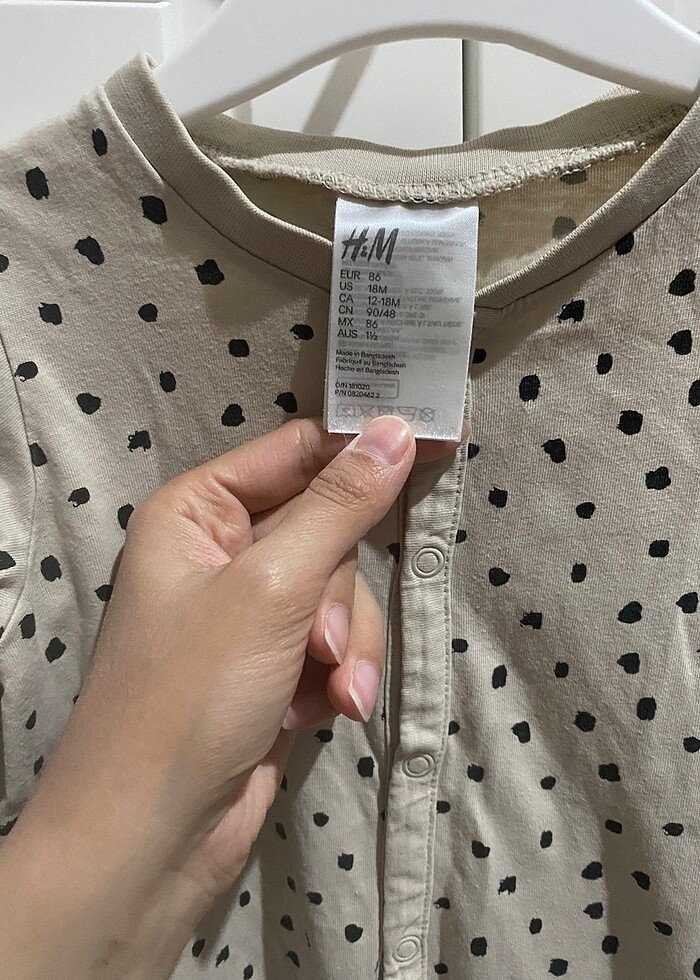 H&M
EUR 86
US 18M
CA 12-18M
CN 90/48
MX 86
AUS 1½
Made in Bangladesh
Fabriqué au Bangladesh
Hecho en Bangladesh
O/N 181020
P/N 0820462 2